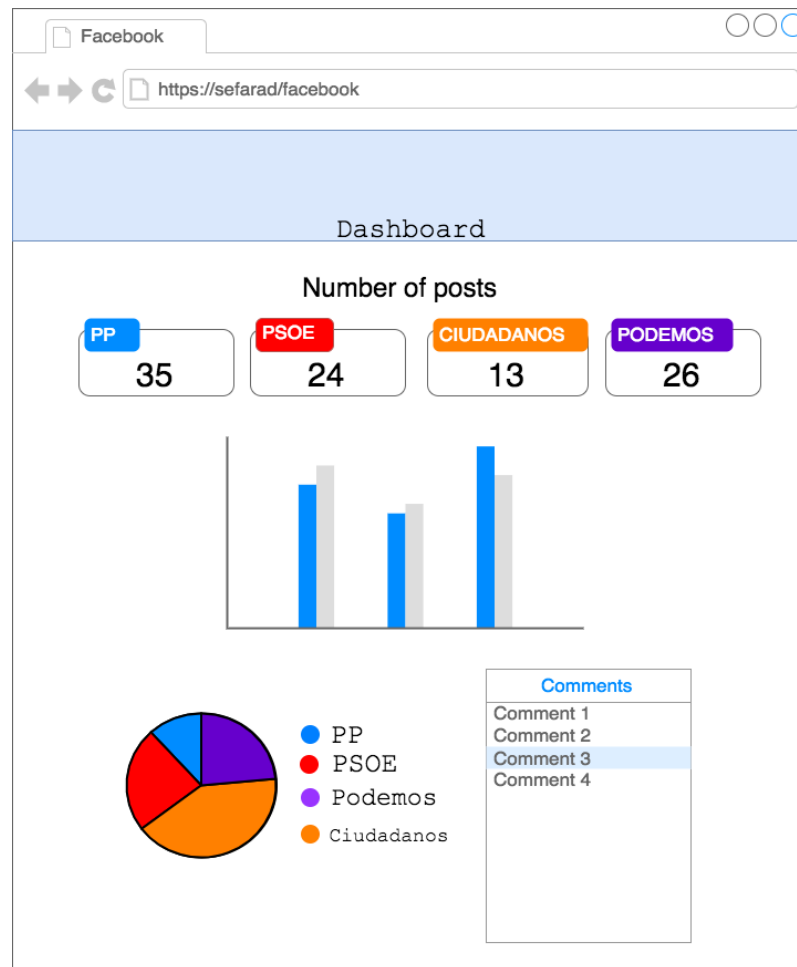 Facebook
https://sefarad/facebook
Dashboard
Number of posts
PP
PSOE
CIUDADANOS
PODEMOS
35
24
13
26
Comments
Comment 1
Comment 2
Comment 3
Comment 4
PP
PSOE
Podemos
Ciudadanos